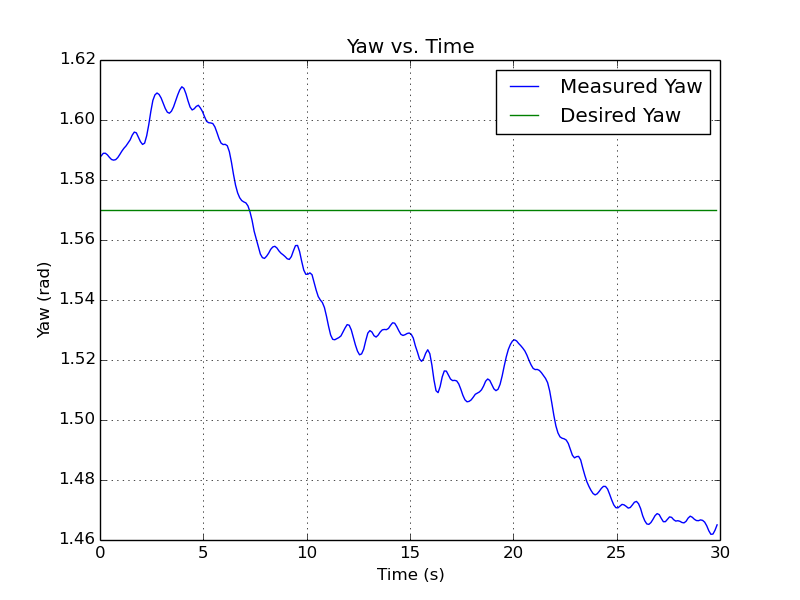 Yaw vs. Time
1.62
1.60
1.58
1.56
1.54
1.52
1.50
1.48
1.46
Yaw (rad)
Measured Yaw
Desired Yaw
0 5 10 15 20 25 30
Time (s)